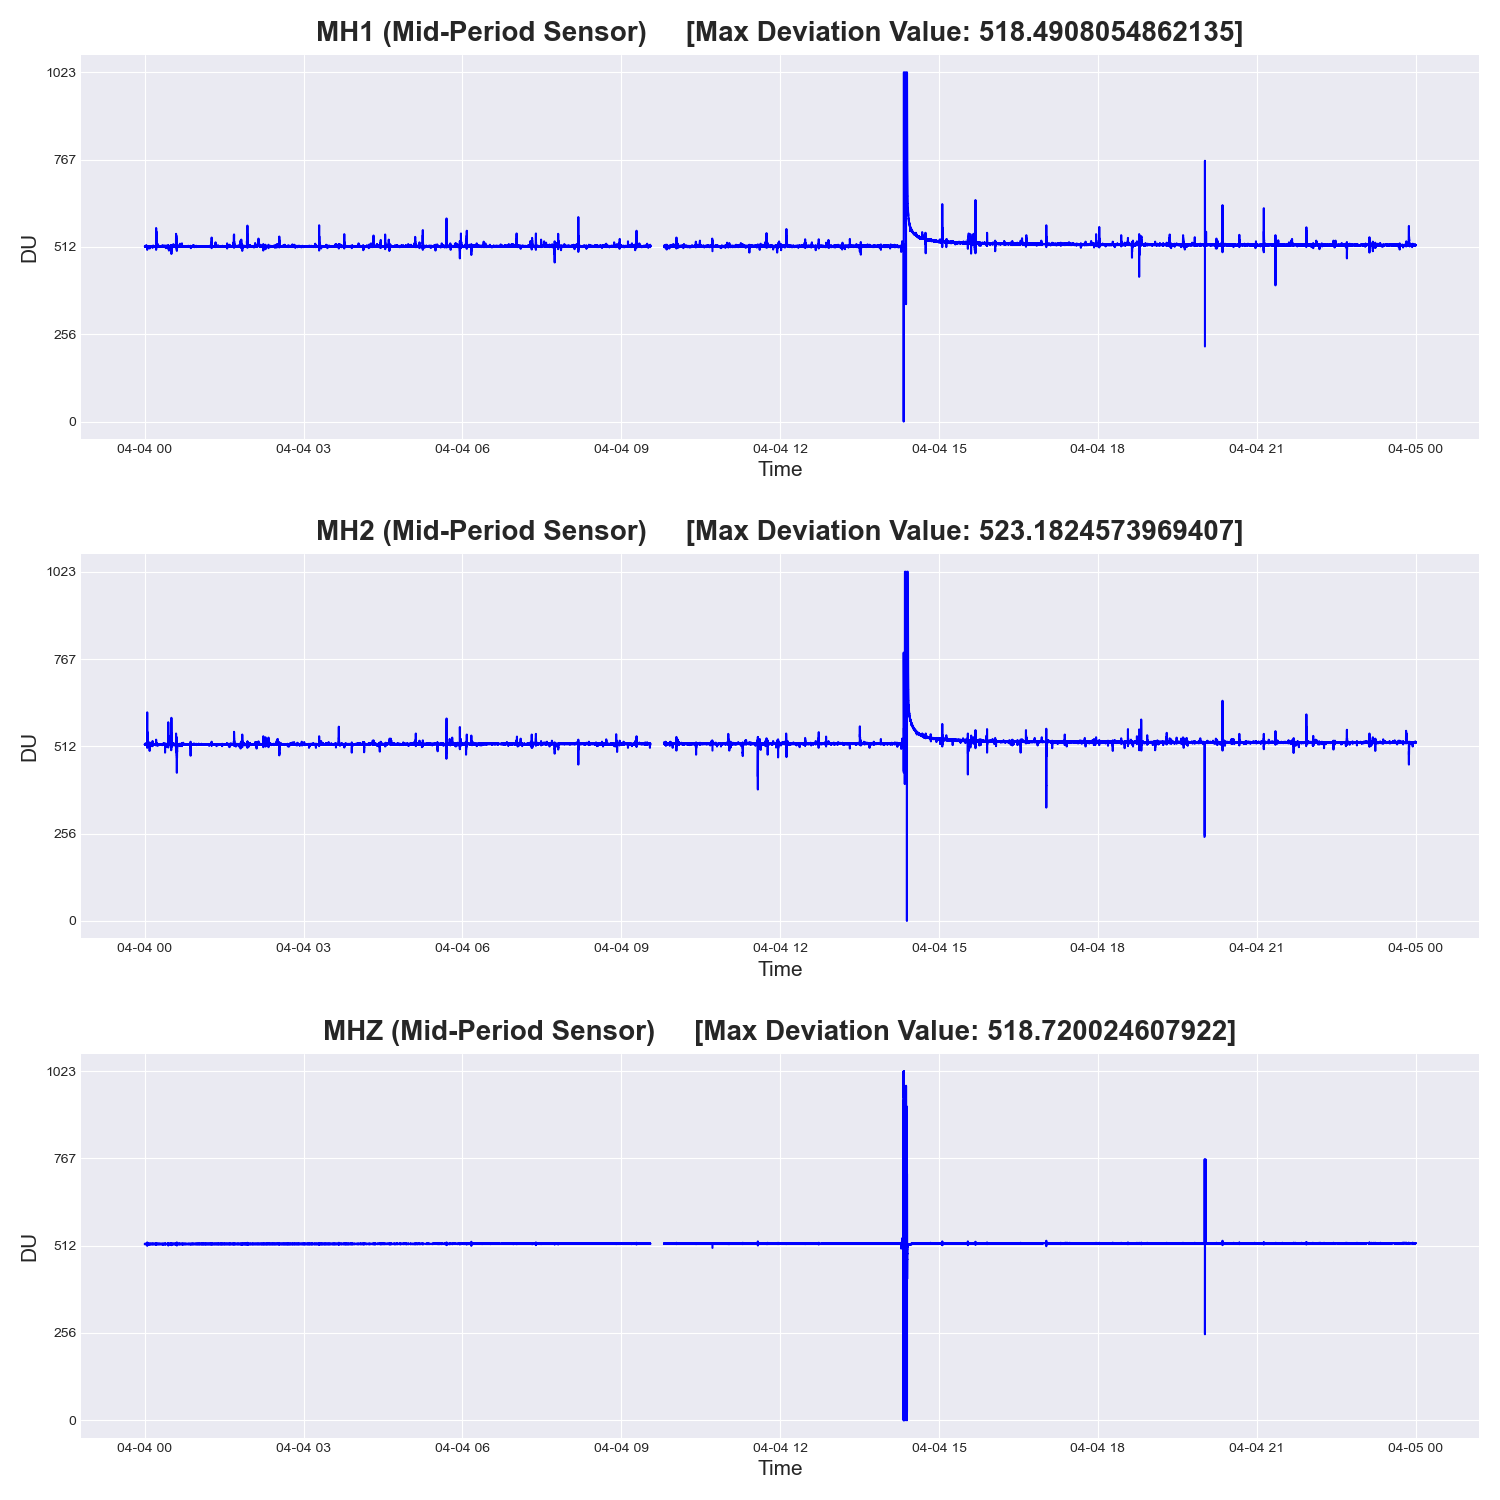 MH1 (Mid-Period Sensor) [Max Deviation Value: 518.4908054862135]
1023
767
512
256
0
DU
04-04 00 04-04 03 04-04 06 04-04 09 04-04 12 04-04 15 04-04 18 04-04 21 04-05 00
Time
MH2 (Mid-Period Sensor) [Max Deviation Value: 523.1824573969407]
1023
767
512
256
0
DU
04-04 00 04-04 03 04-04 06 04-04 09 04-04 12 04-04 15 04-04 18 04-04 21 04-05 00
Time
MHZ (Mid-Period Sensor) [Max Deviation Value: 518.720024607922]
1023
767
512
256
0
DU
04-04 00 04-04 03 04-04 06 04-04 09 04-04 12 04-04 15 04-04 18 04-04 21 04-05 00
Time